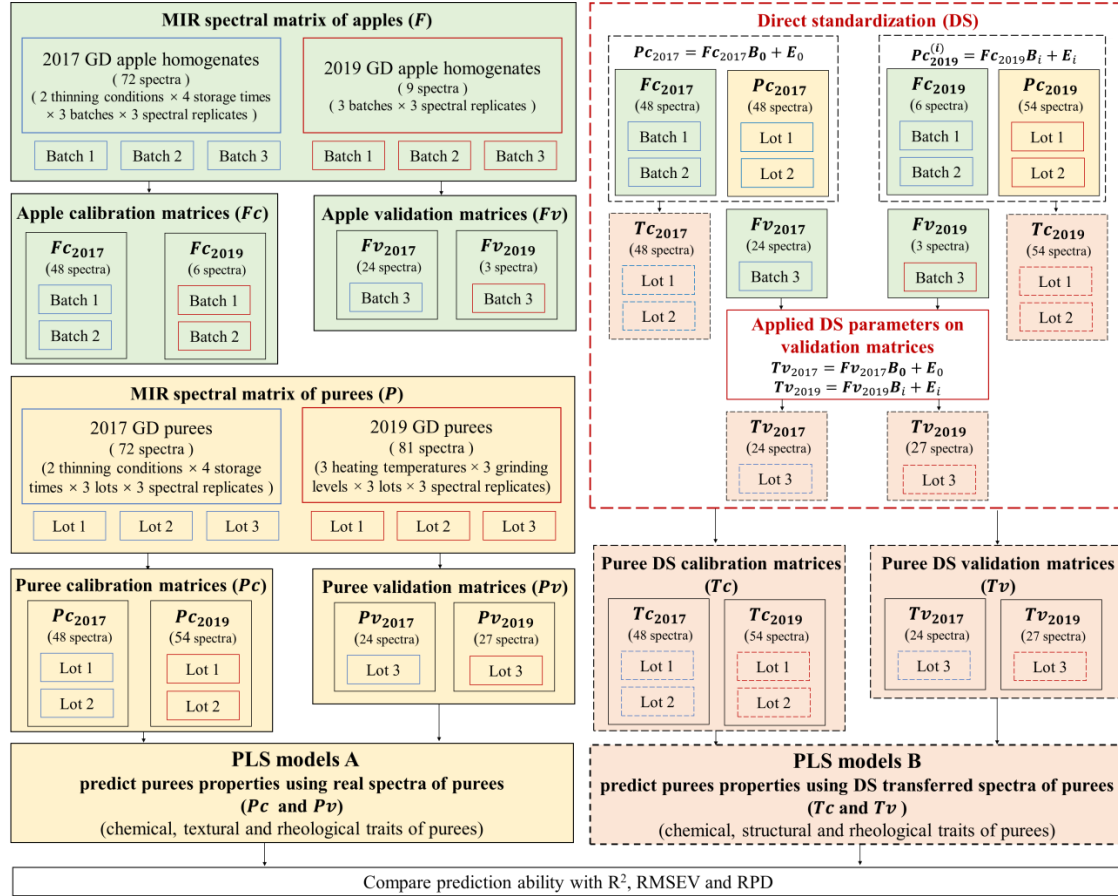 MIR spectral matrix of apples (F)
2017 GD apple homogenates
( 72 spectra )
( 2 thinning conditions × 4 storage times
× 3 batches × 3 spectral replicates )
2019 GD apple homogenates
( 9 spectra )
( 3 batches × 3 spectral replicates )
Batch 1 Batch 2 Batch 3 Batch 1 Batch 2 Batch 3
Apple calibration matrices (Fc)
Fc2017
(48 spectra)
Batch 1
Batch 2
Fc2019
(6 spectra)
Batch 1
Batch 2
Apple validation matrices (Fv)
Fv2017
(24 spectra)
Batch 3
Fv2019
(3 spectra)
Batch 3
MIR spectral matrix of purees (P)
2017 GD purees
( 72 spectra )
(2 thinning conditions × 4 storage
times × 3 lots × 3 spectral replicates )
2019 GD purees
( 81 spectra )
(3 heating temperatures × 3 grinding
levels × 3 lots × 3 spectral replicates)
Lot 1 Lot 2 Lot 3 Lot 1 Lot 2 Lot 3
Puree calibration matrices (Pc)
Pc2017
(48 spectra)
Lot 1
Lot 2
Pc2019
(54 spectra)
Lot 1
Lot 2
Puree validation matrices (Pv)
Pv2017
(24 spectra)
Lot 3
Pv2019
(27 spectra)
Lot 3
PLS models A
predict purees properties using real spectra of purees
(Pc and Pv)
(chemical, textural and rheological traits of purees)
Direct standardization (DS)
Pc2017 = Fc2017B0 + E0
Fc2017
(48 spectra)
Batch 1
Batch 2
Pc2017
(48 spectra)
Lot 1
Lot 2
Pc2019(i) = Fc2019Bi + Ei
Fc2019
(6 spectra)
Batch 1
Batch 2
Pc2019
(54 spectra)
Lot 1
Lot 2
Tc2017
(48 spectra)
Lot 1
Lot 2
Fv2017
(24 spectra)
Batch 3
Fv2019
(3 spectra)
Batch 3
Tc2019
(54 spectra)
Lot 1
Lot 2
Applied DS parameters on
validation matrices
Tv2017 = Fv2017B0 + E0
Tv2019 = Fv2019Bi + Ei
Tv2017
(24 spectra)
Lot 3
Tv2019
(27 spectra)
Lot 3
Puree DS calibration matrices
(Tc)
Tc2017
(48 spectra)
Lot 1
Lot 2
Tc2019
(54 spectra)
Lot 1
Lot 2
Puree DS validation matrices
(Tv)
Tv2017
(24 spectra)
Lot 3
Tv2019
(27 spectra)
Lot 3
PLS models B
predict purees properties using DS transferred spectra of purees
(Tc and Tv )
(chemical, structural and rheological traits of purees)
Compare prediction ability with R², RMSEV and RPD